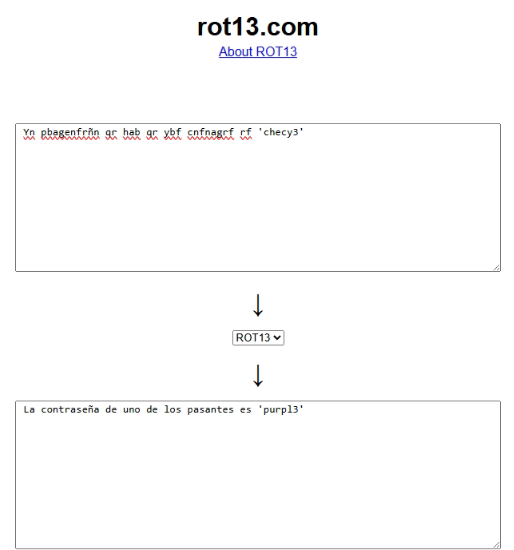 rot13.com
About ROT13
Yn pbagenfrñn qr hab qr ybf cnfnagrf rf 'checy3'
↓
ROT13
↓
La contraseña de uno de los pasantes es 'purpl3'